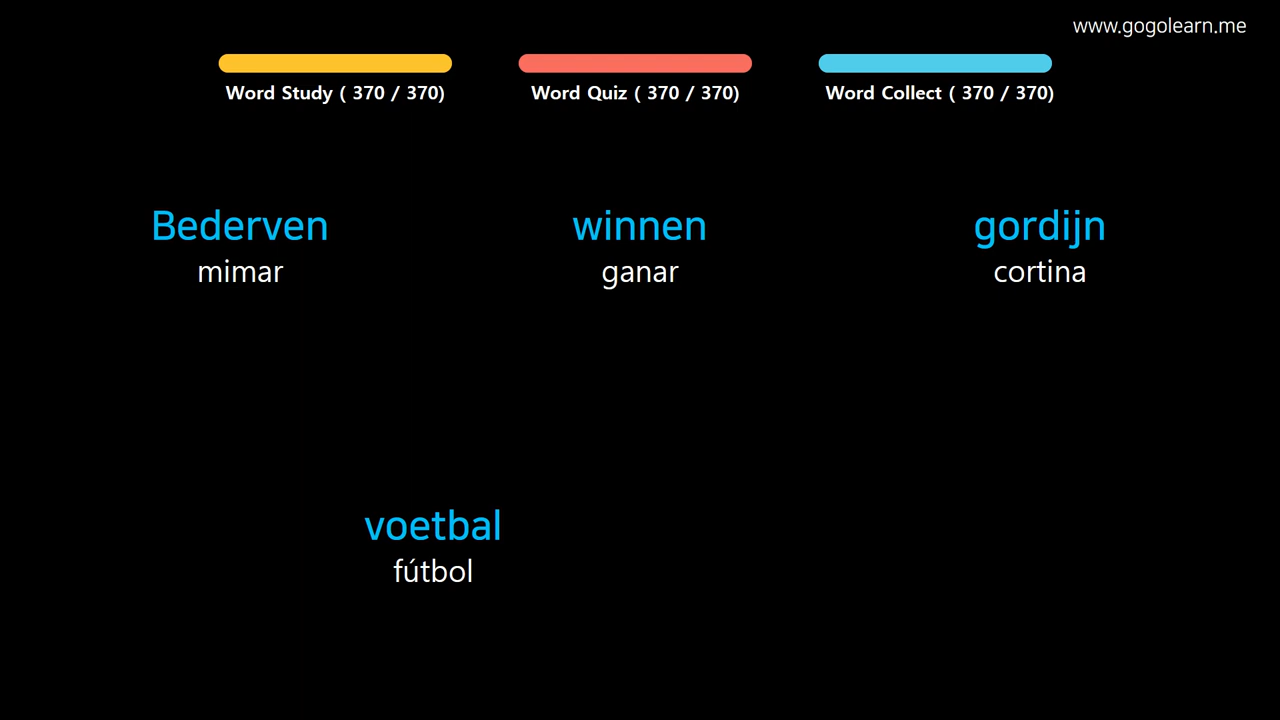 www.gogolearn.me
Word Study ( 370 / 370)
Word Quiz ( 370 / 370)
Word Collect ( 370 / 370)
Bederven
mimar
winnen
ganar
gordijn
cortina
voetbal
fútbol